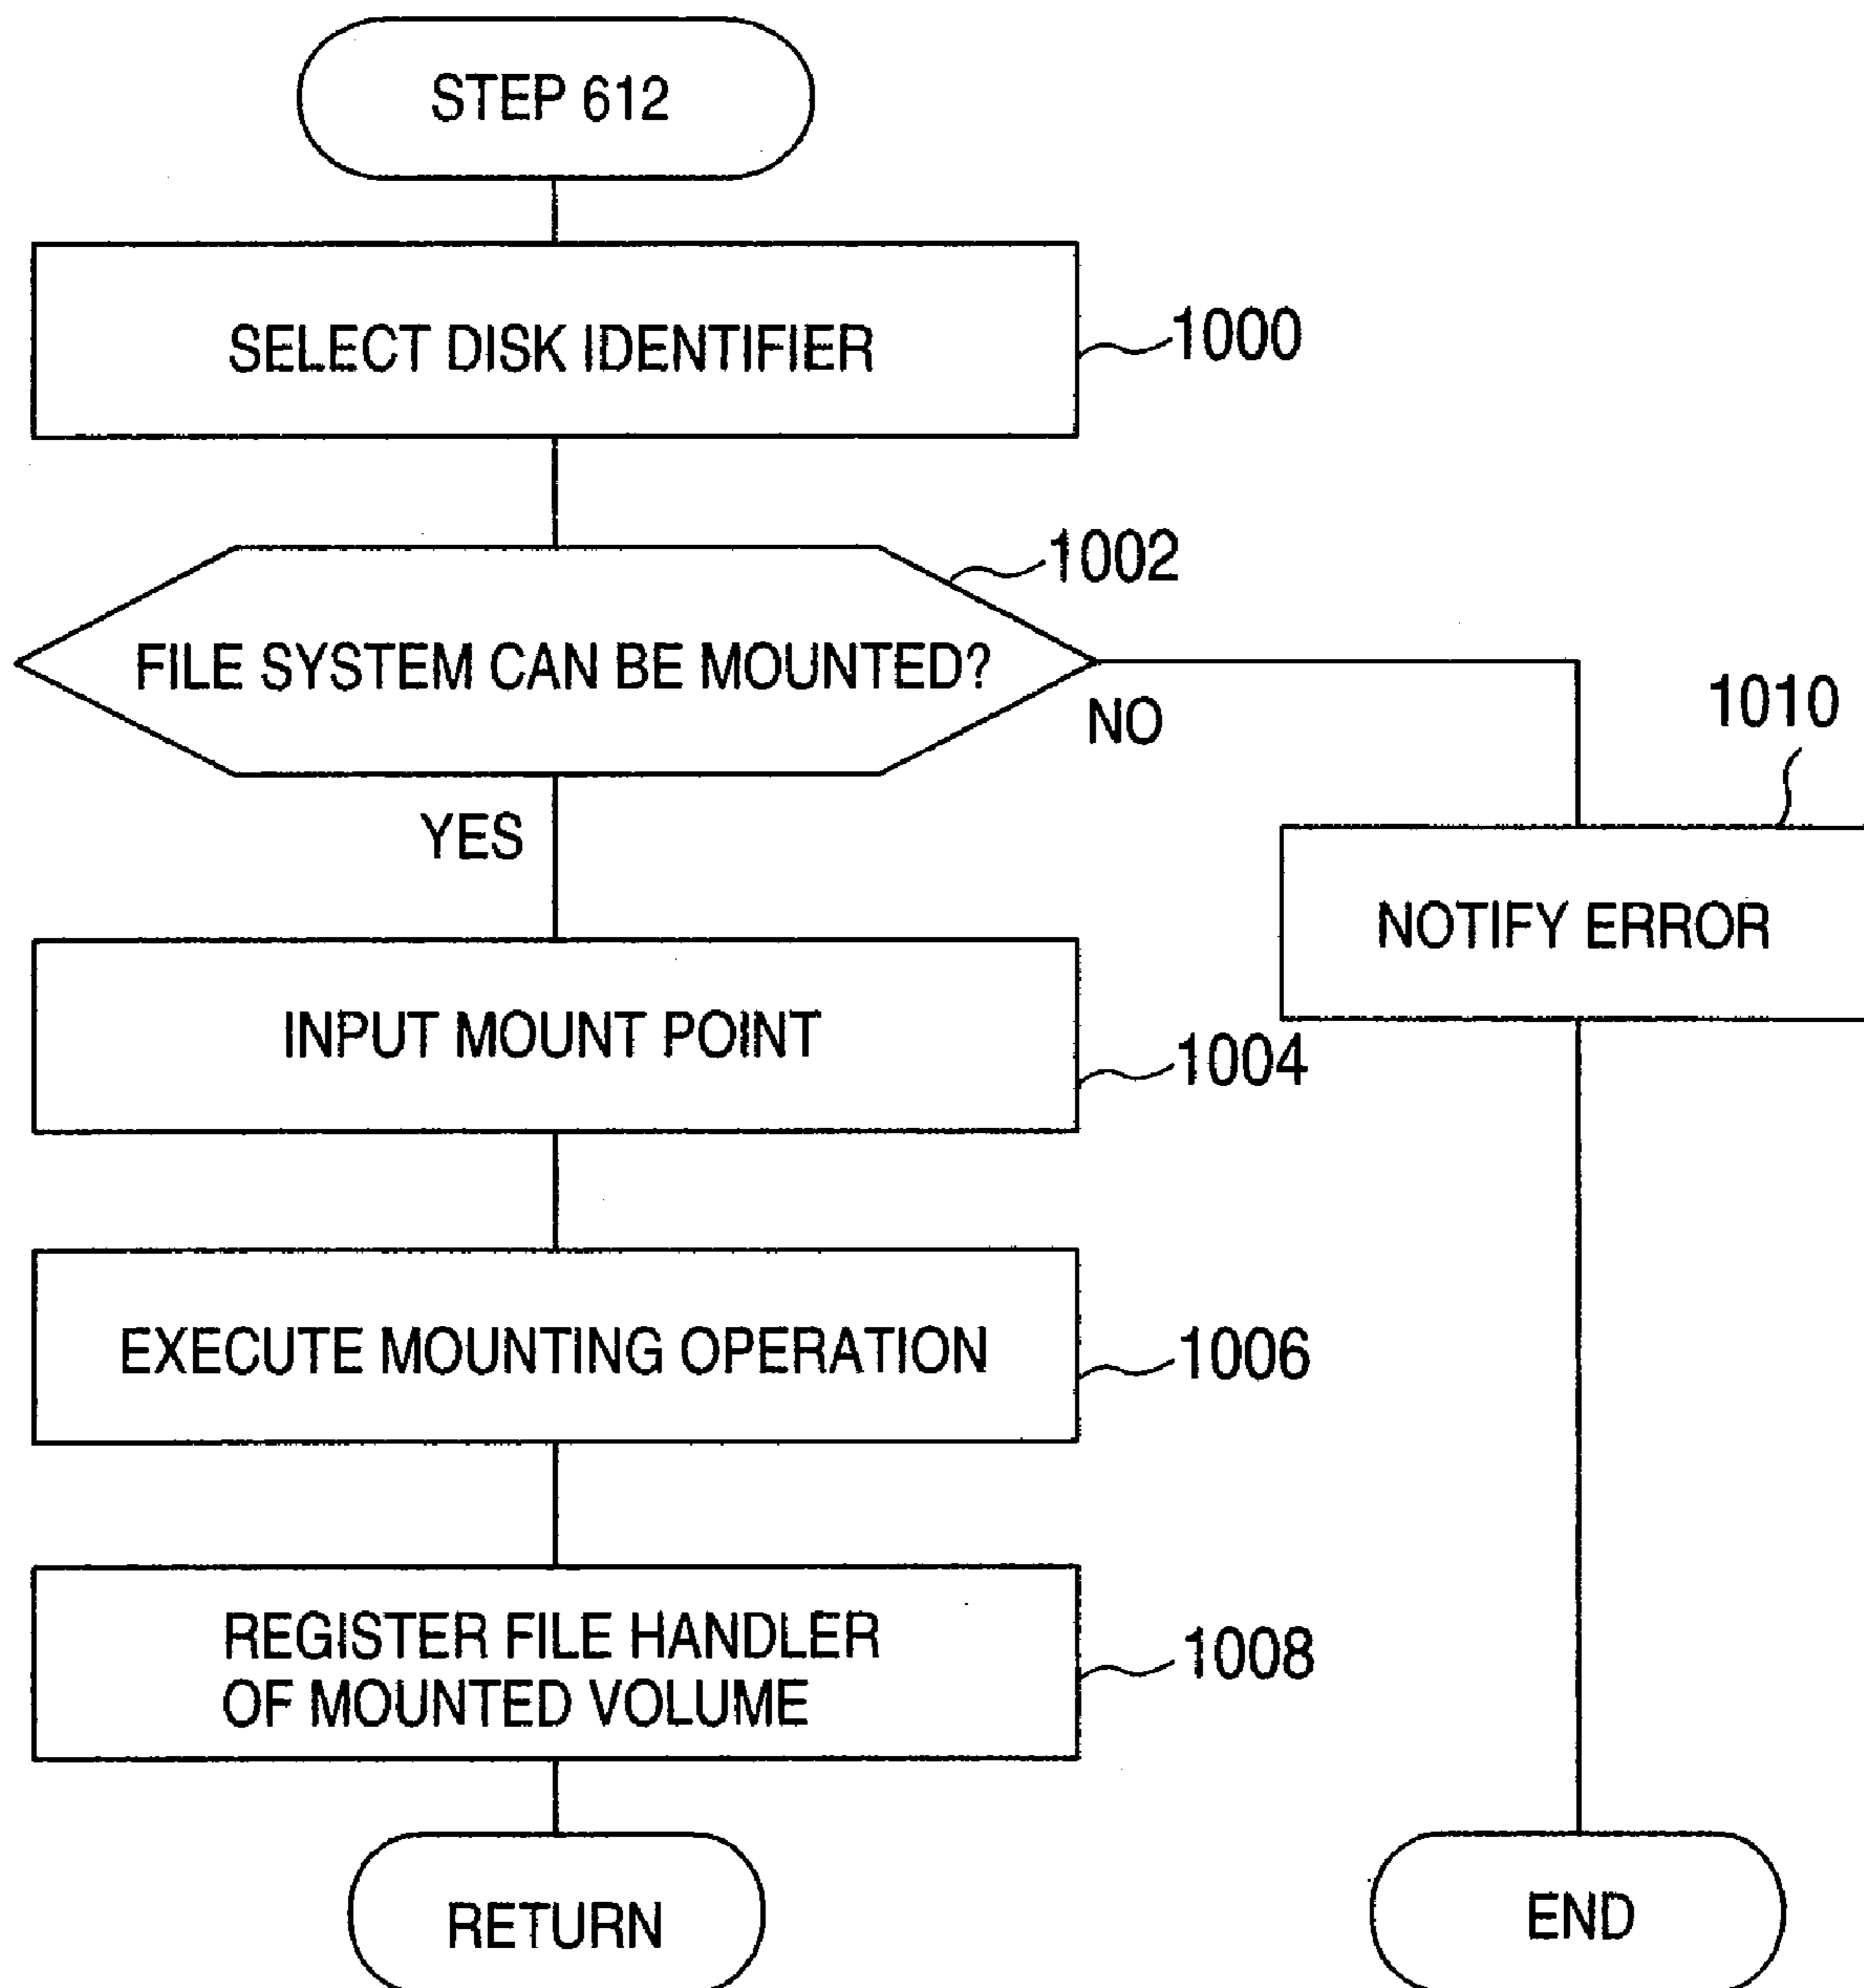 STEP 612
SELECT DISK IDENTIFIER
1000
1002
FILE SYSTEM CAN BE MOUNTED?
NO
1010
YES
NOTIFY ERROR
INPUT MOUNT POINT
1004
EXECUTE MOUNTING OPERATION
1006
REGISTER FILE HANDLER
OF MOUNTED VOLUME
1008
RETURN
END